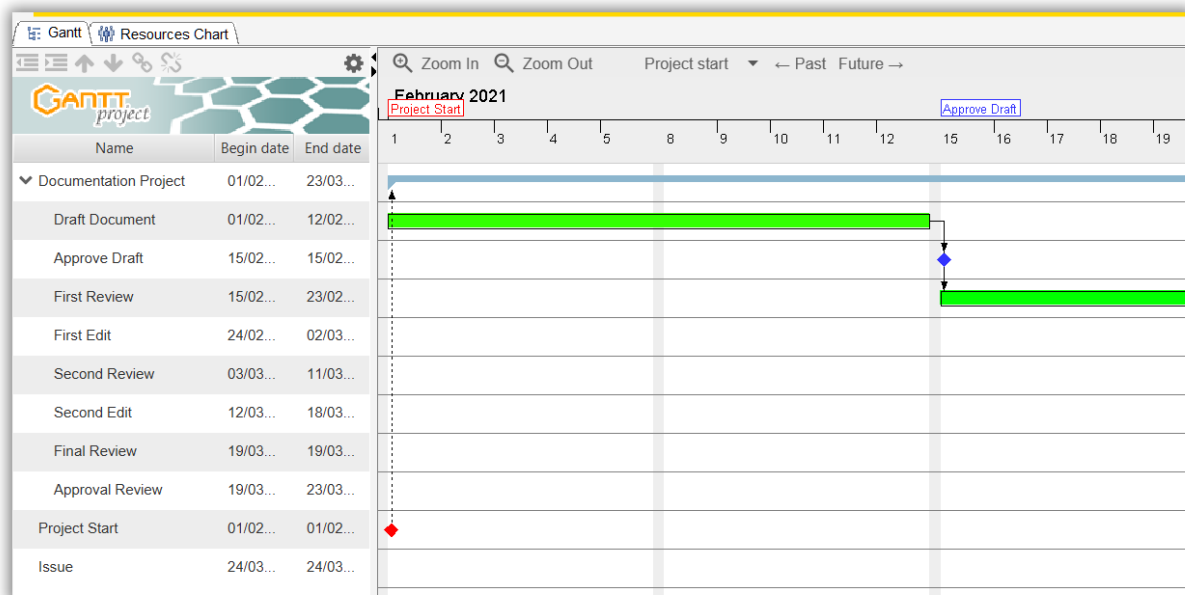 Gantt Resources Chart
Zoom In Zoom Out Project start ← Past Future →
GANTT
project
February 2021
Project Start Approve Draft
1 2 3 4 5 8 9 10 11 12 15 16 17 18 19
Name Begin date End date
Documentation Project 01/02... 23/03...
Draft Document 01/02... 12/02...
Approve Draft 15/02... 15/02...
First Review 15/02... 23/02...
First Edit 24/02... 02/03...
Second Review 03/03... 11/03...
Second Edit 12/03... 18/03...
Final Review 19/03... 19/03...
Approval Review 19/03... 23/03...
Project Start 01/02... 01/02...
Issue 24/03... 24/03...